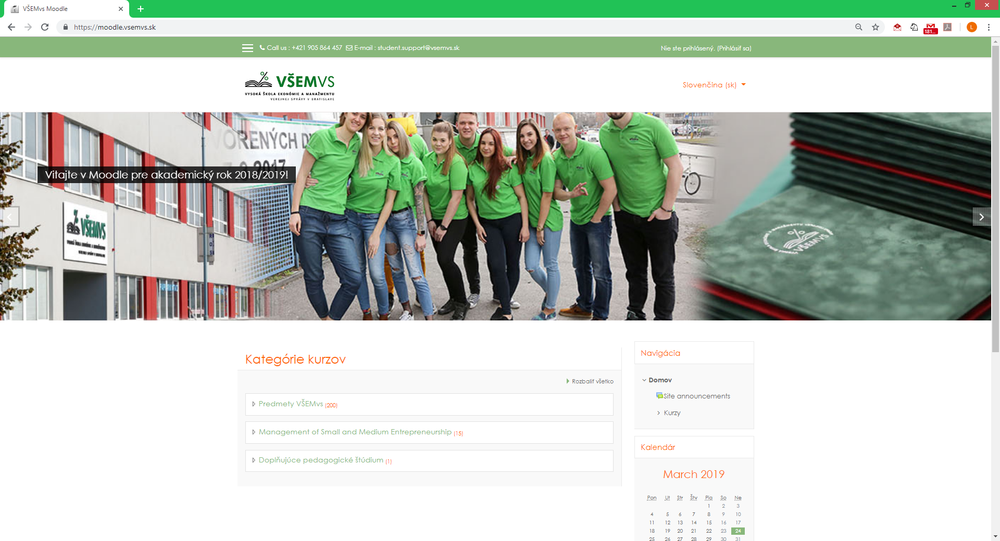 VŠEMvs Moodle
https://moodle.vsemvs.sk
181...
L
Call us : +421 905 864 457 E-mail : student.support@vsemvs.sk
Nie ste prihlásený. (Prihlásiť sa)
VŠEMVS
VYSOKÁ ŠKOLA EKONÓMIE A MANAŽMENTU
VEREJNEJ SPRÁVY V BRATISLAVE
Slovenčina (sk)
VORENÝCH D
Vitajte v Moodle pre akademický rok 2018/2019!
VŠEMVS
VŠEMVS
Kategórie kurzov
Rozbaliť všetko
Predmety VŠEMvs (200)
Management of Small and Medium Entrepreneurship (15)
Doplňujúce pedagogické štúdium (1)
Navigácia
Domov
Site announcements
Kurzy
Kalendár
March 2019
Pon Ut Str Štv Pia So Ne
1 2 3
4 5 6 7 8 9 10
11 12 13 14 15 16 17
18 19 20 21 22 23 24
25 26 27 28 29 30 31